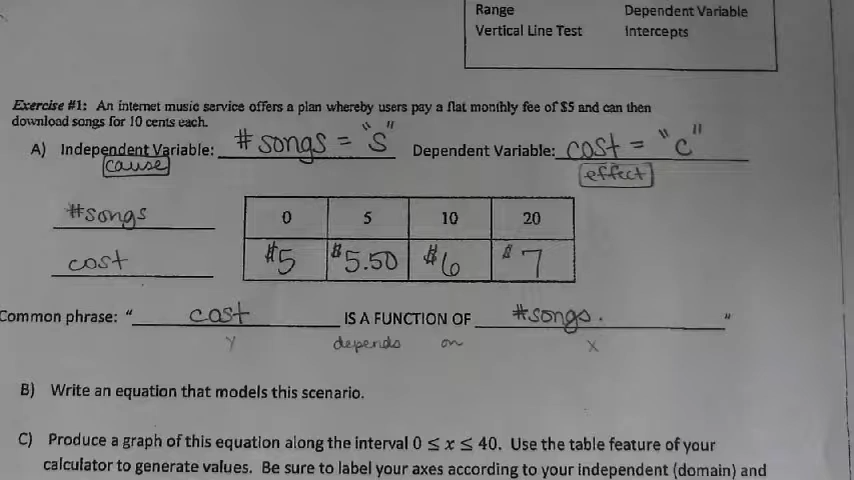 Range Dependent Variable
Vertical Line Test Intercepts
Exercise #1: An internet music service offers a plan whereby users pay a flat monthly fee of $5 and can then
download songs for 10 cents each.
A) Independent Variable: # songs = "S" Dependent Variable: cost = "c"
cause effect
#songs 0 5 10 20
cost $5 $5.50 $6 $7
Common phrase: " cost IS A FUNCTION OF #songs. "
y depends on x
B) Write an equation that models this scenario.
C) Produce a graph of this equation along the interval 0 ≤ x ≤ 40. Use the table feature of your
calculator to generate values. Be sure to label your axes according to your independent (domain) and